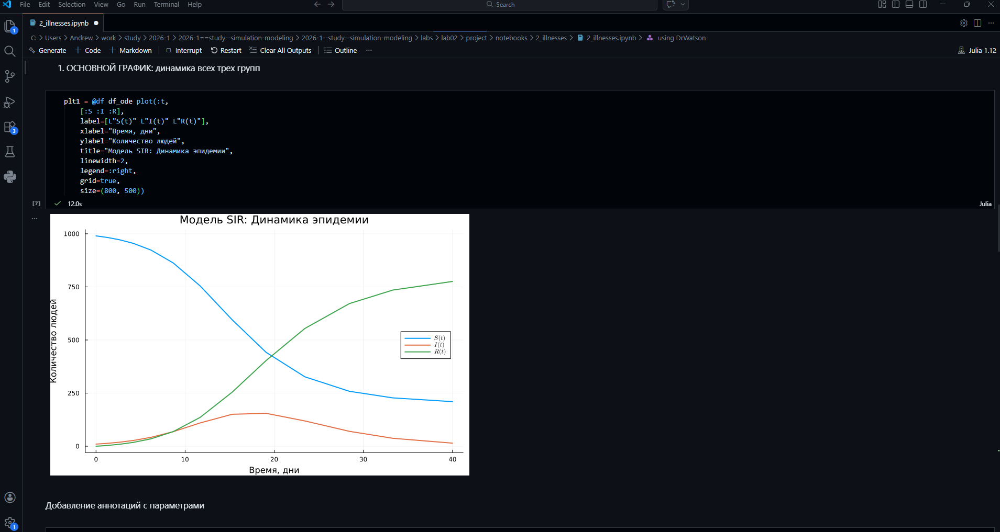 File Edit Selection View Go Run Terminal Help
Search
2_illnesses.ipynb
C: > Users > Andrew > work > study > 2026-1 > 2026-1==study--simulation-modeling > 2026-1--study--simulation-modeling > labs > lab02 > project > notebooks > 2_illnesses > 2_illnesses.ipynb > using DrWatson
Generate + Code + Markdown Interrupt Restart Clear All Outputs Outline ...
Julia 1.12
1. ОСНОВНОЙ ГРАФИК: динамика всех трех групп
plt1 = @df df_ode plot(:t,
[:S :I :R],
label=[L"S(t)" L"I(t)" L"R(t)"],
xlabel="Время, дни",
ylabel="Количество людей",
title="Модель SIR: Динамика эпидемии",
linewidth=2,
legend=:right,
grid=true,
size=(800, 500))
[7]
12.0s
Julia
...
Модель SIR: Динамика эпидемии
1000
750
500
250
0
Количество людей
S(t)
I(t)
R(t)
0 10 20 30 40
Время, дни
Добавление аннотаций с параметрами
1
3
1